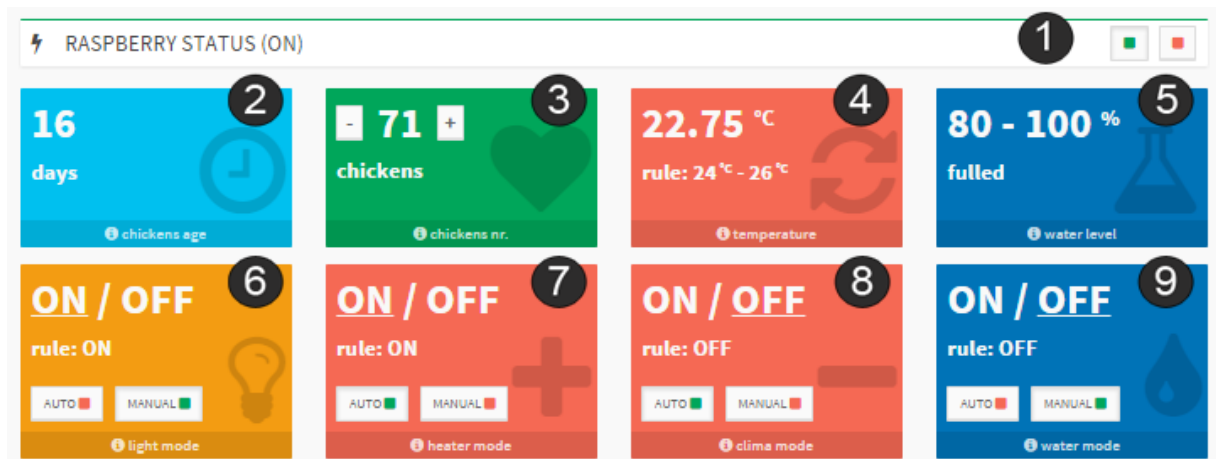 RASPBERRY STATUS (ON)
1
16
2
days
chickens age
- 71 +
3
chickens
chickens nr.
22.75 °C
4
rule: 24 °C - 26 °C
temperature
80 - 100 %
5
fulled
water level
ON / OFF
6
rule: ON
AUTO MANUAL
light mode
ON / OFF
7
rule: ON
AUTO MANUAL
heater mode
ON / OFF
8
rule: OFF
AUTO MANUAL
clima mode
ON / OFF
9
rule: OFF
AUTO MANUAL
water mode